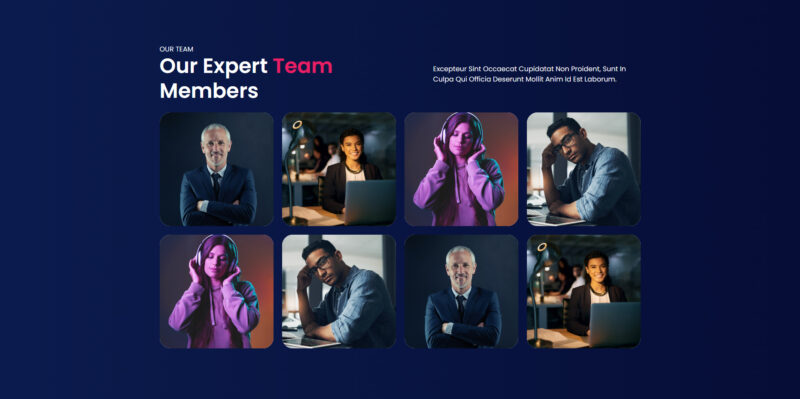 OUR TEAM
Our Expert Team
Members
Excepteur Sint Occaecat Cupidatat Non Proident, Sunt In
Culpa Qui Officia Deserunt Mollit Anim Id Est Laborum.